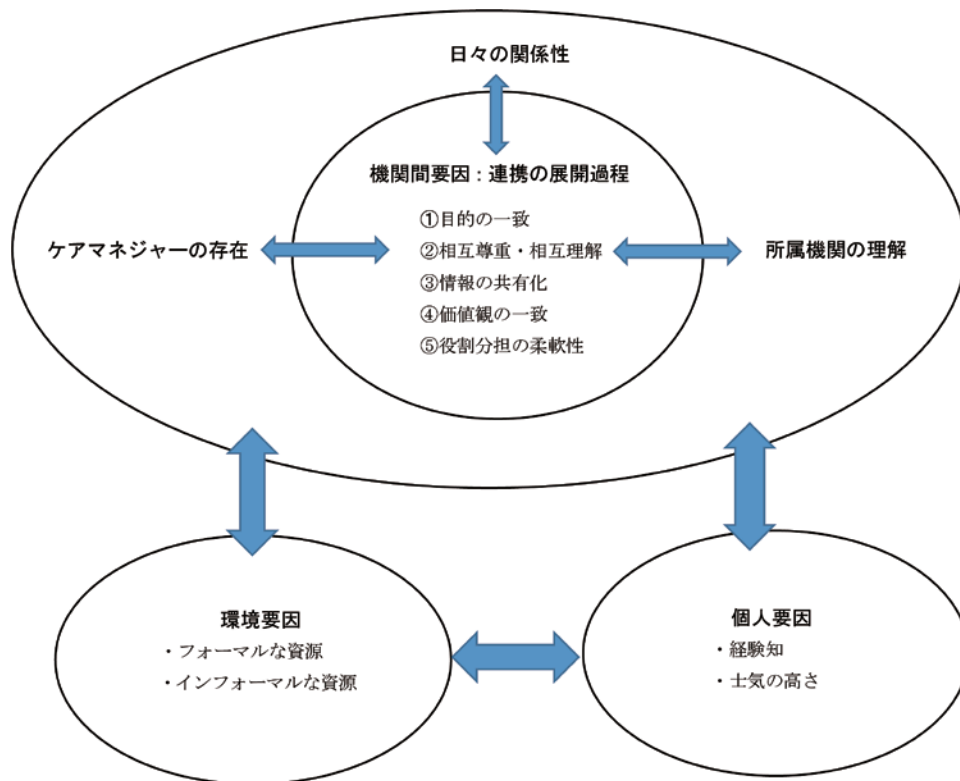 日々の関係性
機関間要因：連携の展開過程
①目的の一致
②相互尊重・相互理解
③情報の共有化
④価値観の一致
⑤役割分担の柔軟性
ケアマネジャーの存在
所属機関の理解
環境要因
・フォーマルな資源
・インフォーマルな資源
個人要因
・経験知
・士気の高さ